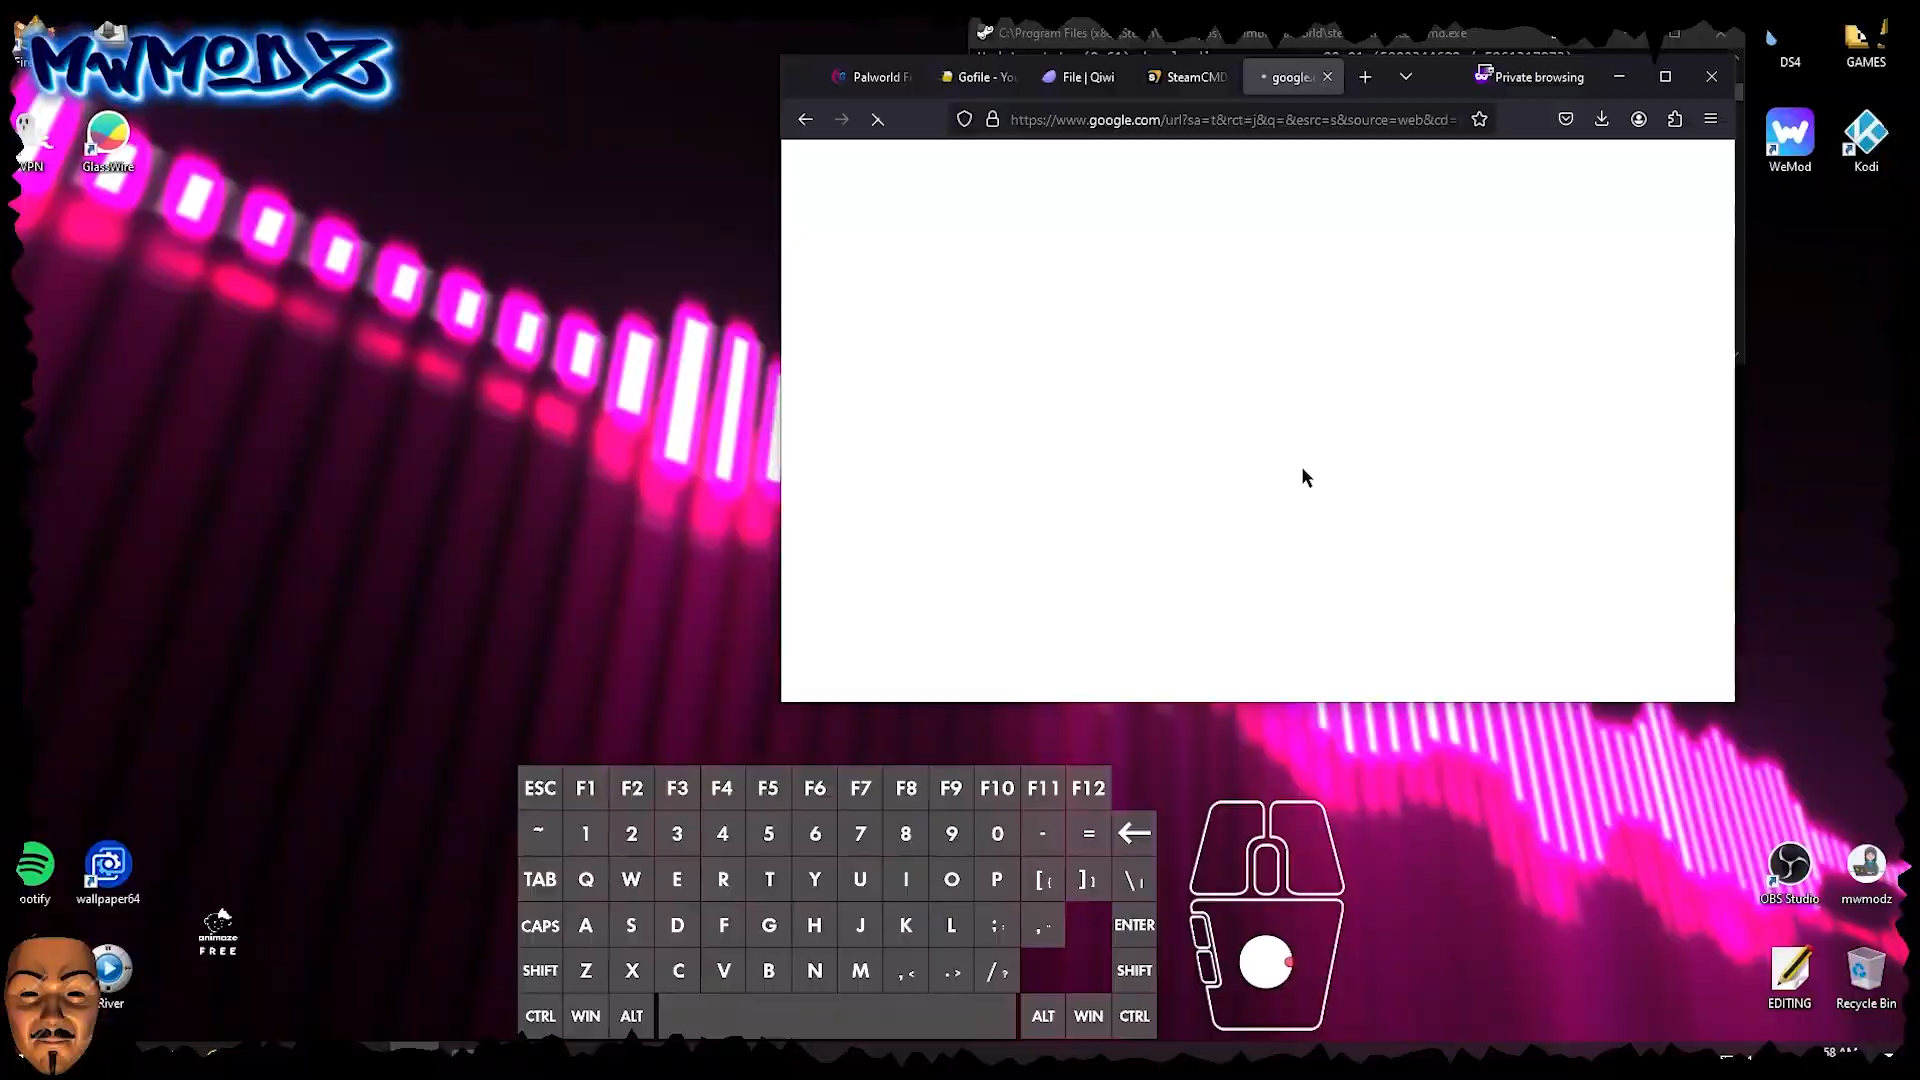 MWMODZ
C:\Program Files
DS4
GAMES
Palworld F
Gofile - Yo
File | Qiwi
SteamCMD
google.
Private browsing
https://www.google.com/url?sa=t&rct=j&q=&esrc=s&source=web&cd=
VPN
GlassWire
WeMod
Kodi
ESC F1 F2 F3 F4 F5 F6 F7 F8 F9 F10 F11 F12
~ 1 2 3 4 5 6 7 8 9 0 - =
TAB Q W E R T Y U I O P [{ ]} \|
CAPS A S D F G H J K L ;: ENTER
SHIFT Z X C V B N M ,< .> /? SHIFT
CTRL WIN ALT ALT WIN CTRL
otify
wallpaper64
animaze
FREE
River
OBS Studio
mwmodz
EDITING
Recycle Bin